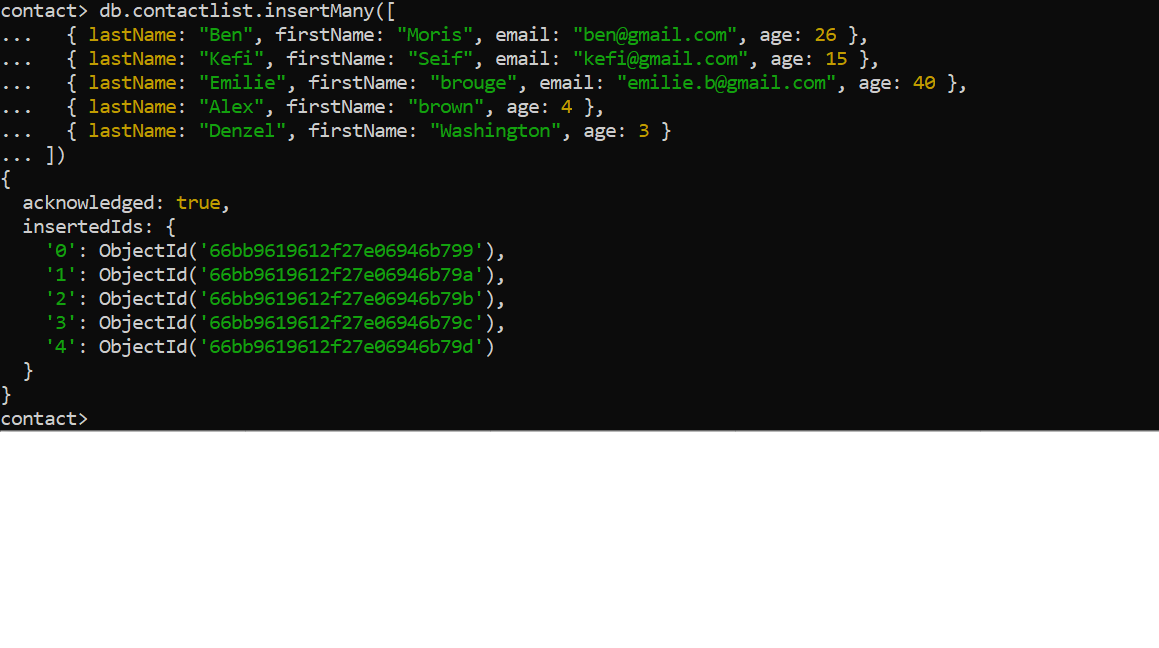 contact> db.contactlist.insertMany([
...   { lastName: "Ben", firstName: "Moris", email: "ben@gmail.com", age: 26 },
...   { lastName: "Kefi", firstName: "Seif", email: "kefi@gmail.com", age: 15 },
...   { lastName: "Emilie", firstName: "brouge", email: "emilie.b@gmail.com", age: 40 },
...   { lastName: "Alex", firstName: "brown", age: 4 },
...   { lastName: "Denzel", firstName: "Washington", age: 3 }
... ])
{
  acknowledged: true,
  insertedIds: {
    '0': ObjectId('66bb9619612f27e06946b799'),
    '1': ObjectId('66bb9619612f27e06946b79a'),
    '2': ObjectId('66bb9619612f27e06946b79b'),
    '3': ObjectId('66bb9619612f27e06946b79c'),
    '4': ObjectId('66bb9619612f27e06946b79d')
  }
}
contact>